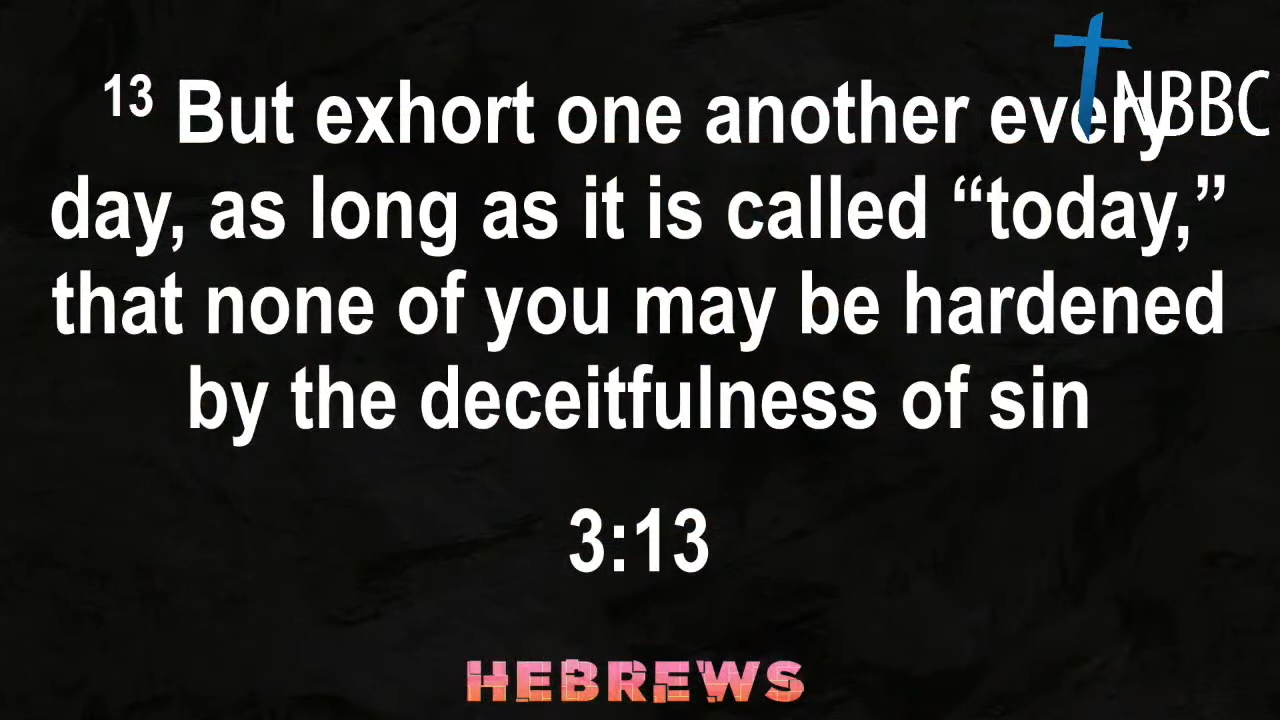 NBBC
13 But exhort one another every
day, as long as it is called “today,”
that none of you may be hardened
by the deceitfulness of sin
3:13
HEBREWS